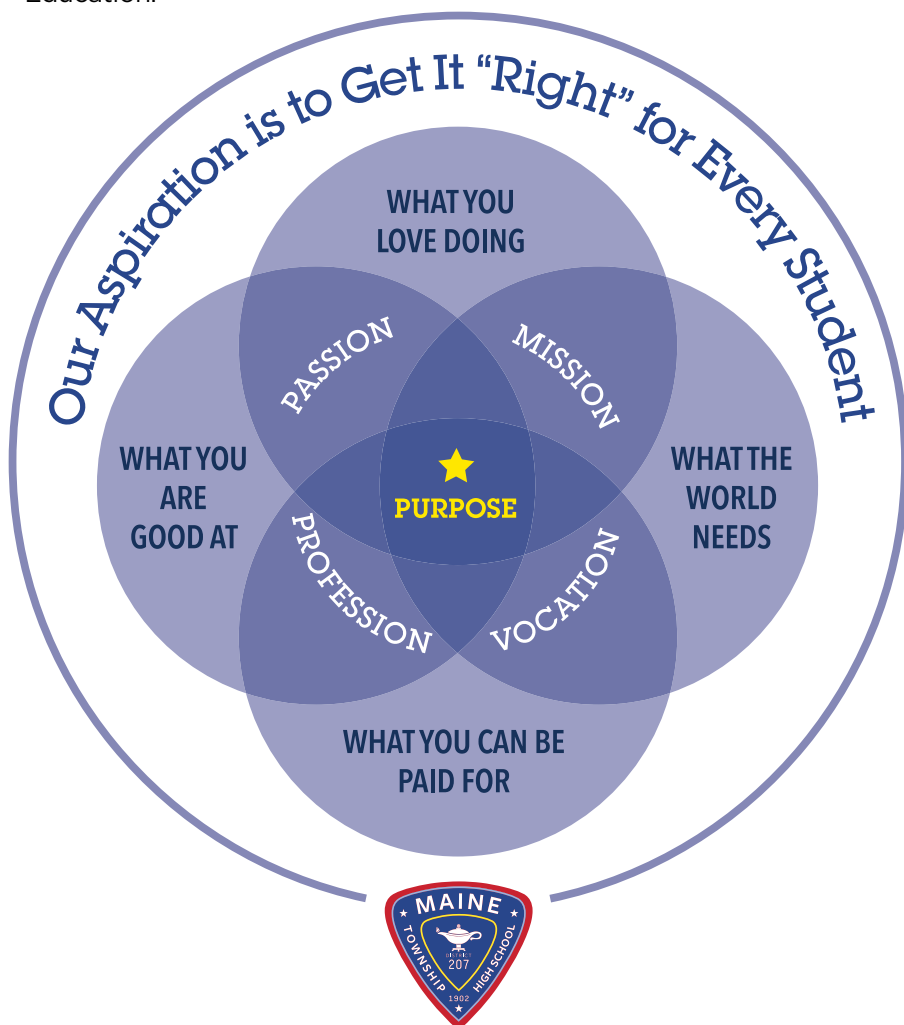 Education.
Our Aspiration is to Get It “Right” for Every Student
WHAT YOU
LOVE DOING
PASSION
MISSION
WHAT YOU
ARE
GOOD AT
PURPOSE
WHAT THE
WORLD
NEEDS
PROFESSION
VOCATION
WHAT YOU CAN BE
PAID FOR
MAINE
TOWNSHIP
HIGH SCHOOL
DISTRICT
207
1902